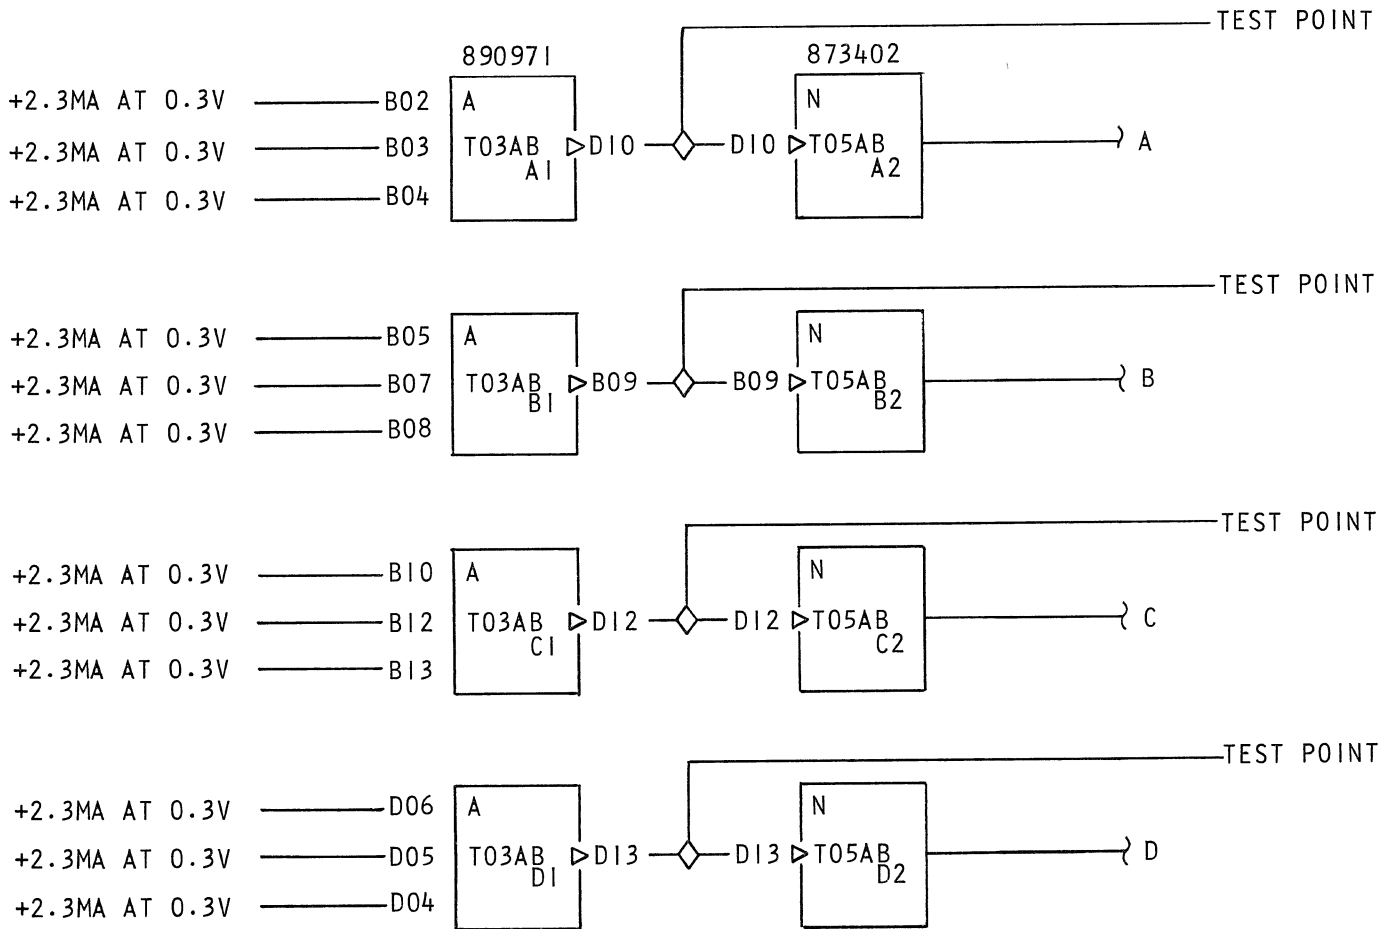 TEST POINT
890971 873402
+2.3MA AT 0.3V B02 A N
+2.3MA AT 0.3V B03 T03AB D10 D10 T05AB A
A1 A2
+2.3MA AT 0.3V B04
TEST POINT
+2.3MA AT 0.3V B05 A N
+2.3MA AT 0.3V B07 T03AB B09 B09 T05AB B
B1 B2
+2.3MA AT 0.3V B08
TEST POINT
+2.3MA AT 0.3V B10 A N
+2.3MA AT 0.3V B12 T03AB D12 D12 T05AB C
C1 C2
+2.3MA AT 0.3V B13
TEST POINT
+2.3MA AT 0.3V D06 A N
+2.3MA AT 0.3V D05 T03AB D13 D13 T05AB D
D1 D2
+2.3MA AT 0.3V D04